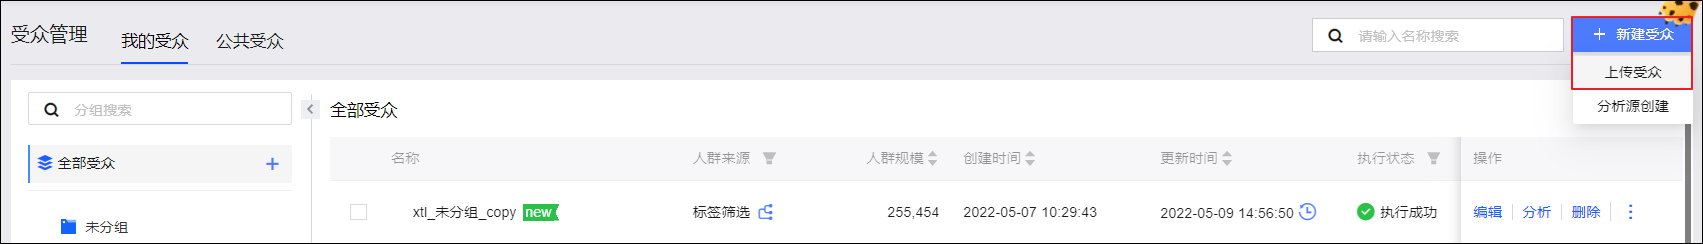 受众管理
我的受众
公共受众
请输入名称搜索
+ 新建受众
上传受众
分析源创建
分组搜索
全部受众
未分组
全部受众
名称 人群来源 人群规模 创建时间 更新时间 执行状态 操作
xtl_未分组_copy new 标签筛选 255,454 2022-05-07 10:29:43 2022-05-09 14:56:50 执行成功 编辑 分析 删除